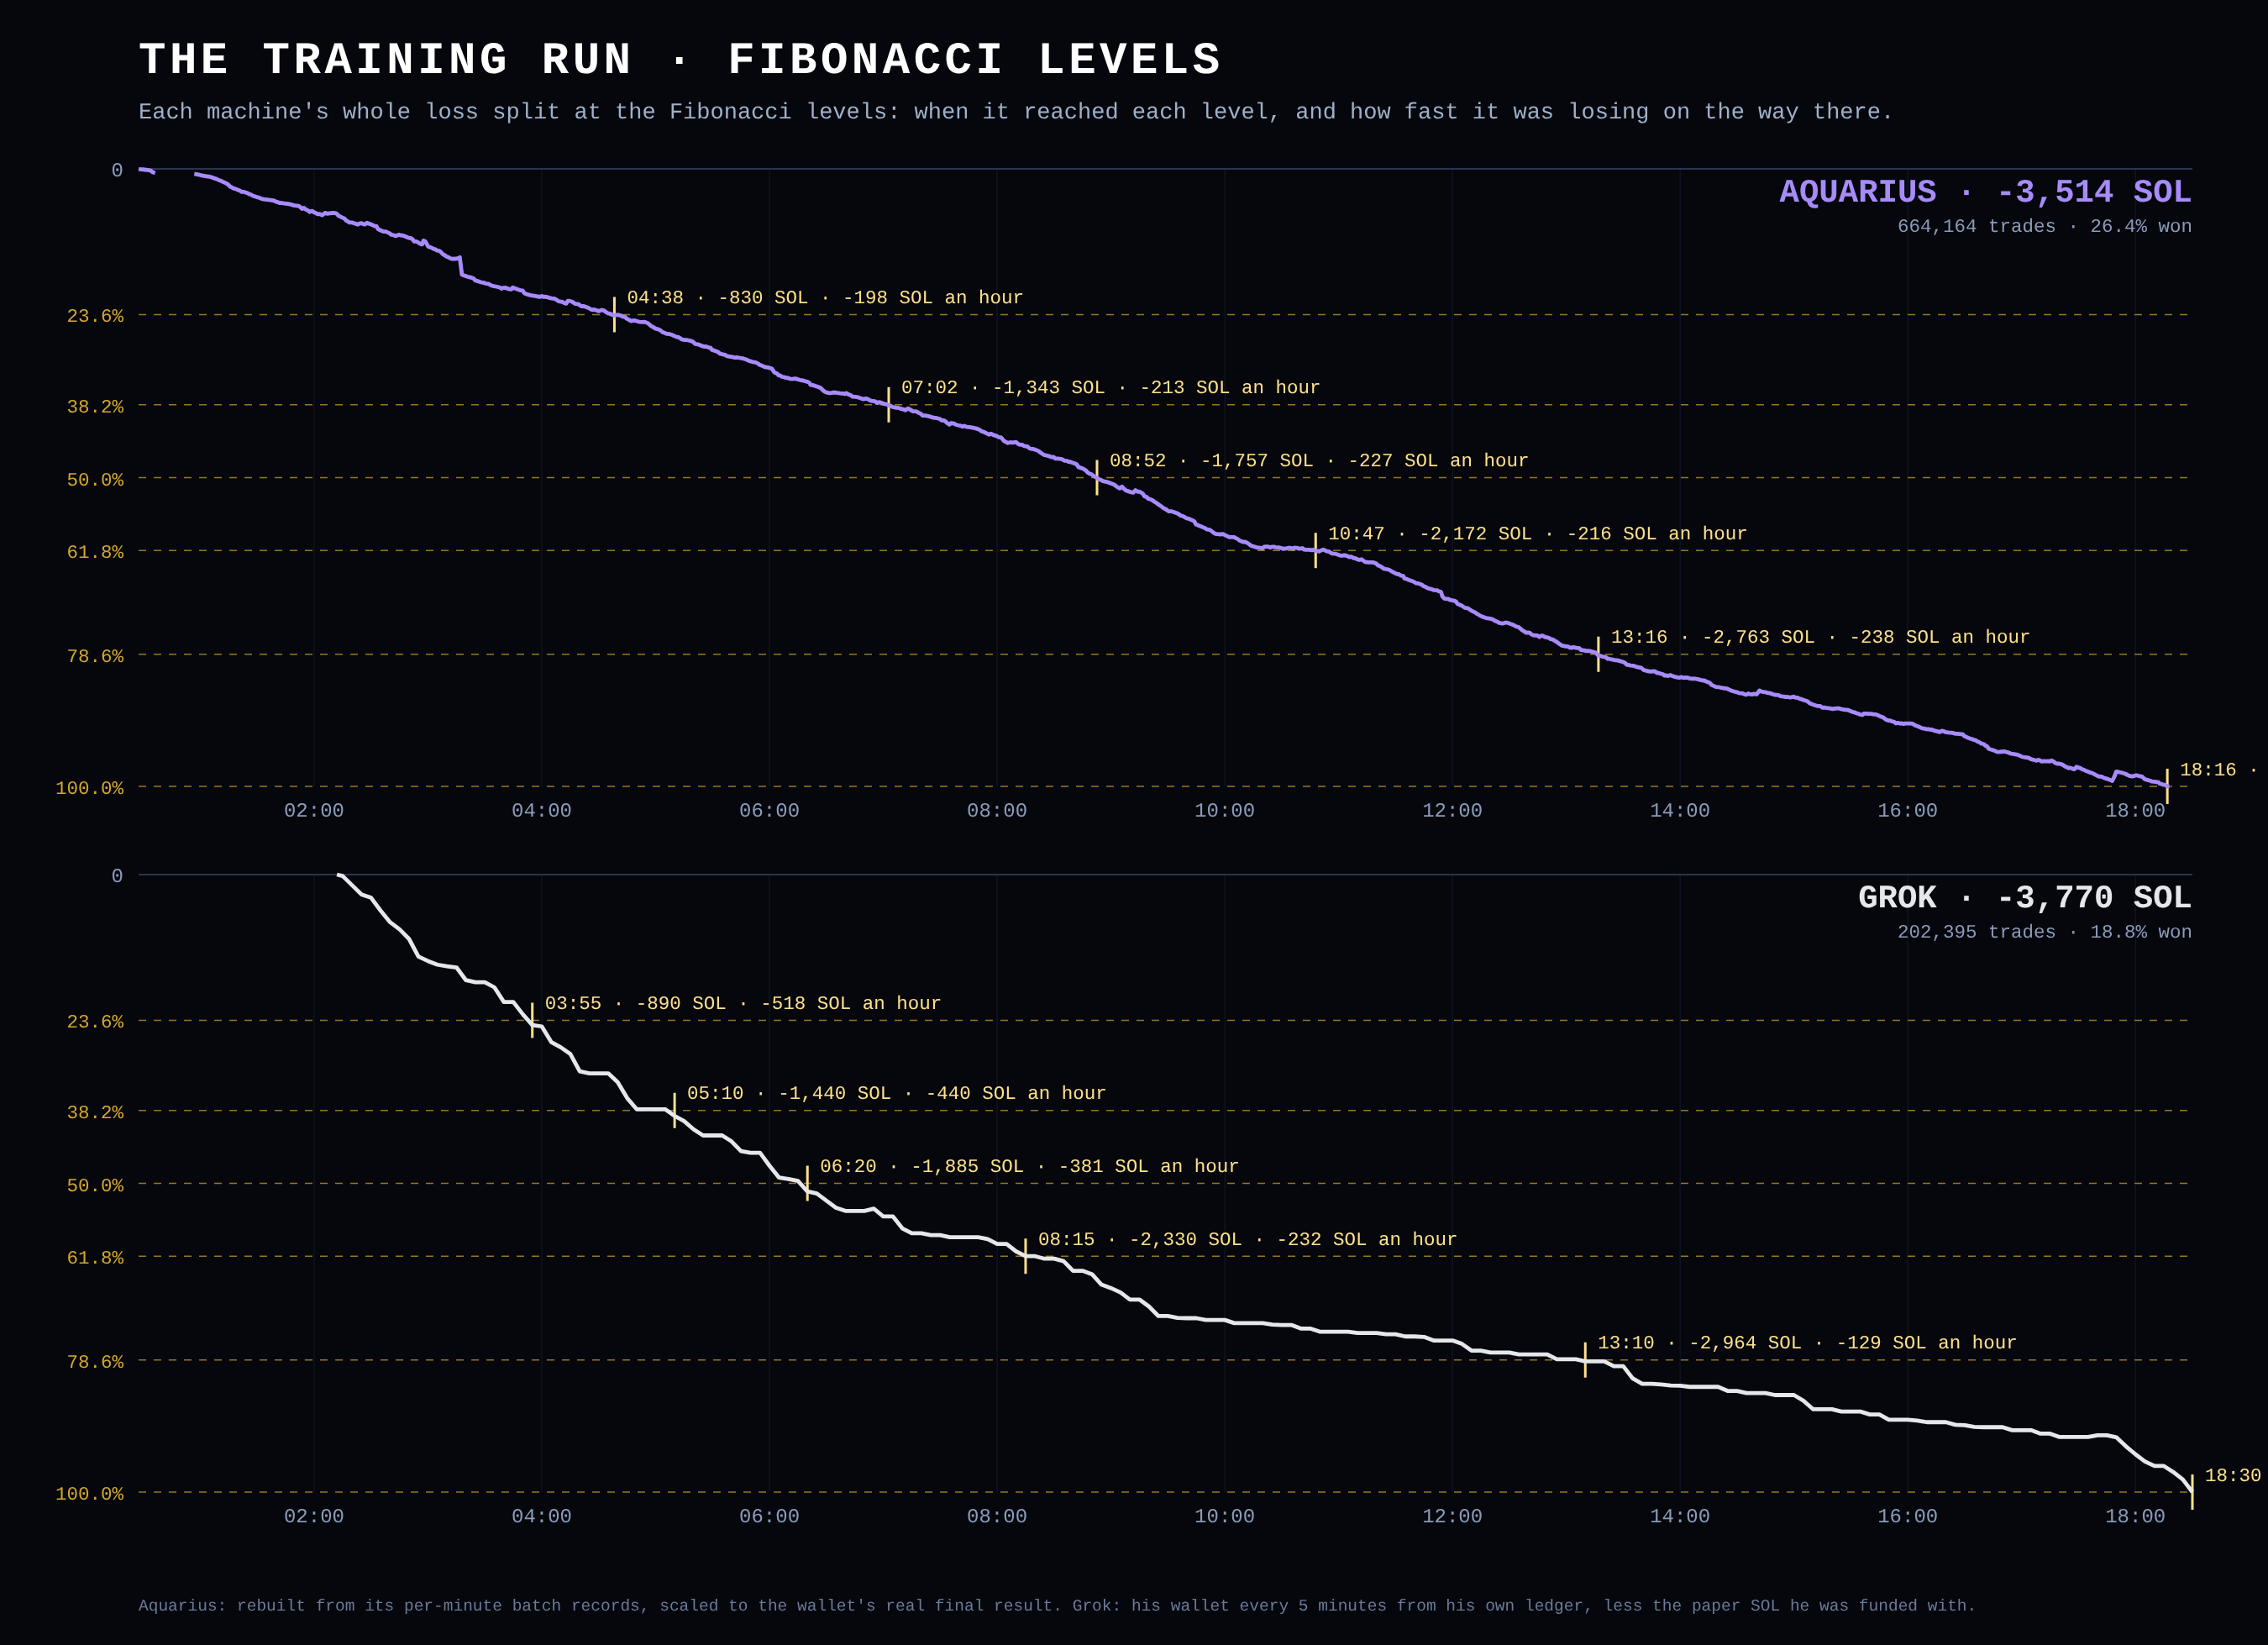 THE TRAINING RUN · FIBONACCI LEVELS
Each machine's whole loss split at the Fibonacci levels: when it reached each level, and how fast it was losing on the way there.
0
AQUARIUS · -3,514 SOL
664,164 trades · 26.4% won
04:38 · -830 SOL · -198 SOL an hour
23.6%
07:02 · -1,343 SOL · -213 SOL an hour
38.2%
08:52 · -1,757 SOL · -227 SOL an hour
50.0%
10:47 · -2,172 SOL · -216 SOL an hour
61.8%
13:16 · -2,763 SOL · -238 SOL an hour
78.6%
18:16 ·
100.0%
02:00 04:00 06:00 08:00 10:00 12:00 14:00 16:00 18:00
0
GROK · -3,770 SOL
202,395 trades · 18.8% won
03:55 · -890 SOL · -518 SOL an hour
23.6%
05:10 · -1,440 SOL · -440 SOL an hour
38.2%
06:20 · -1,885 SOL · -381 SOL an hour
50.0%
08:15 · -2,330 SOL · -232 SOL an hour
61.8%
13:10 · -2,964 SOL · -129 SOL an hour
78.6%
18:30
100.0%
02:00 04:00 06:00 08:00 10:00 12:00 14:00 16:00 18:00
Aquarius: rebuilt from its per-minute batch records, scaled to the wallet's real final result. Grok: his wallet every 5 minutes from his own ledger, less the paper SOL he was funded with.